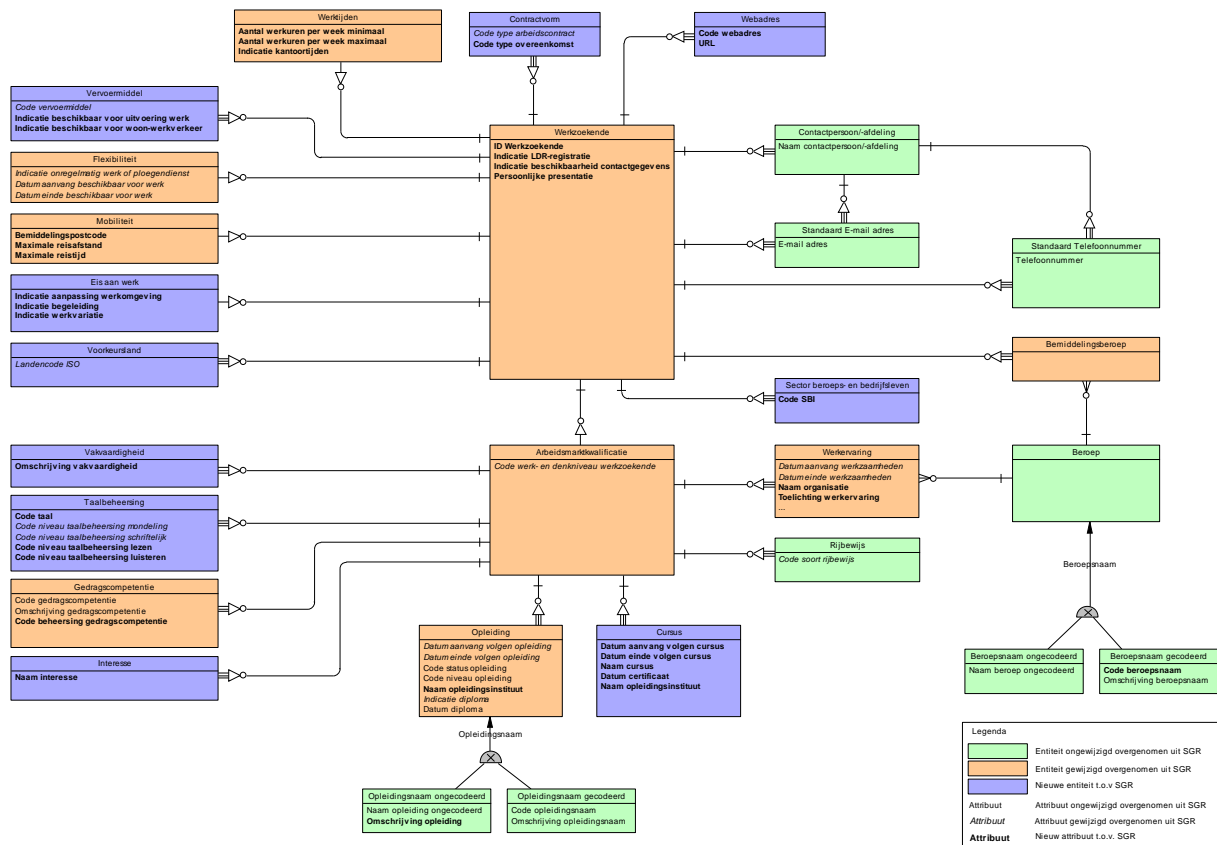 Werktijden
Aantal werkuren per week minimaal
Aantal werkuren per week maximaal
Indicatie kantoortijden
Contractvorm
Code type arbeidscontract
Code type overeenkomst
Webadres
Code webadres
URL
Vervoermiddel
Code vervoermiddel
Indicatie beschikbaar voor uitvoering werk
Indicatie beschikbaar voor woon-werkverkeer
Flexibiliteit
Indicatie onregelmatig werk of ploegendienst
Datum aanvang beschikbaar voor werk
Datum einde beschikbaar voor werk
Mobiliteit
Bemiddelingspostcode
Maximale reisafstand
Maximale reistijd
Eis aan werk
Indicatie aanpassing werkomgeving
Indicatie begeleiding
Indicatie werkvariatie
Voorkeursland
Landencode ISO
Werkzoekende
ID Werkzoekende
Indicatie LDR-registratie
Indicatie beschikbaarheid contactgegevens
Persoonlijke presentatie
Contactpersoon/-afdeling
Naam contactpersoon/-afdeling
Standaard E-mail adres
E-mail adres
Standaard Telefoonnummer
Telefoonnummer
Bemiddelingsberoep
Sector beroeps- en bedrijfsleven
Code SBI
Vakvaardigheid
Omschrijving vakvaardigheid
Taalbeheersing
Code taal
Code niveau taalbeheersing mondeling
Code niveau taalbeheersing schriftelijk
Code niveau taalbeheersing lezen
Code niveau taalbeheersing luisteren
Gedragscompetentie
Code gedragscompetentie
Omschrijving gedragscompetentie
Code beheersing gedragscompetentie
Interesse
Naam interesse
Arbeidsmarktkwalificatie
Code werk- en denkniveau werkzoekende
Werkervaring
Datum aanvang werkzaamheden
Datum einde werkzaamheden
Naam organisatie
Toelichting werkervaring
...
Beroep
Rijbewijs
Code soort rijbewijs
Beroepsnaam
Opleiding
Datum aanvang volgen opleiding
Datum einde volgen opleiding
Code status opleiding
Code niveau opleiding
Naam opleidingsinstituut
Indicatie diploma
Datum diploma
Cursus
Datum aanvang volgen cursus
Datum einde volgen cursus
Naam cursus
Datum certificaat
Naam opleidingsinstituut
Beroepsnaam ongecodeerd
Naam beroep ongecodeerd
Beroepsnaam gecodeerd
Code beroepsnaam
Omschrijving beroepsnaam
Opleidingsnaam
Opleidingsnaam ongecodeerd
Naam opleiding ongecodeerd
Omschrijving opleiding
Opleidingsnaam gecodeerd
Code opleidingsnaam
Omschrijving opleidingsnaam
Legenda
Entiteit ongewijzigd overgenomen uit SGR
Entiteit gewijzigd overgenomen uit SGR
Nieuwe entiteit t.o.v SGR
Attribuut Attribuut ongewijzigd overgenomen uit SGR
Attribuut Attribuut gewijzigd overgenomen uit SGR
Attribuut Nieuw attribuut t.o.v. SGR